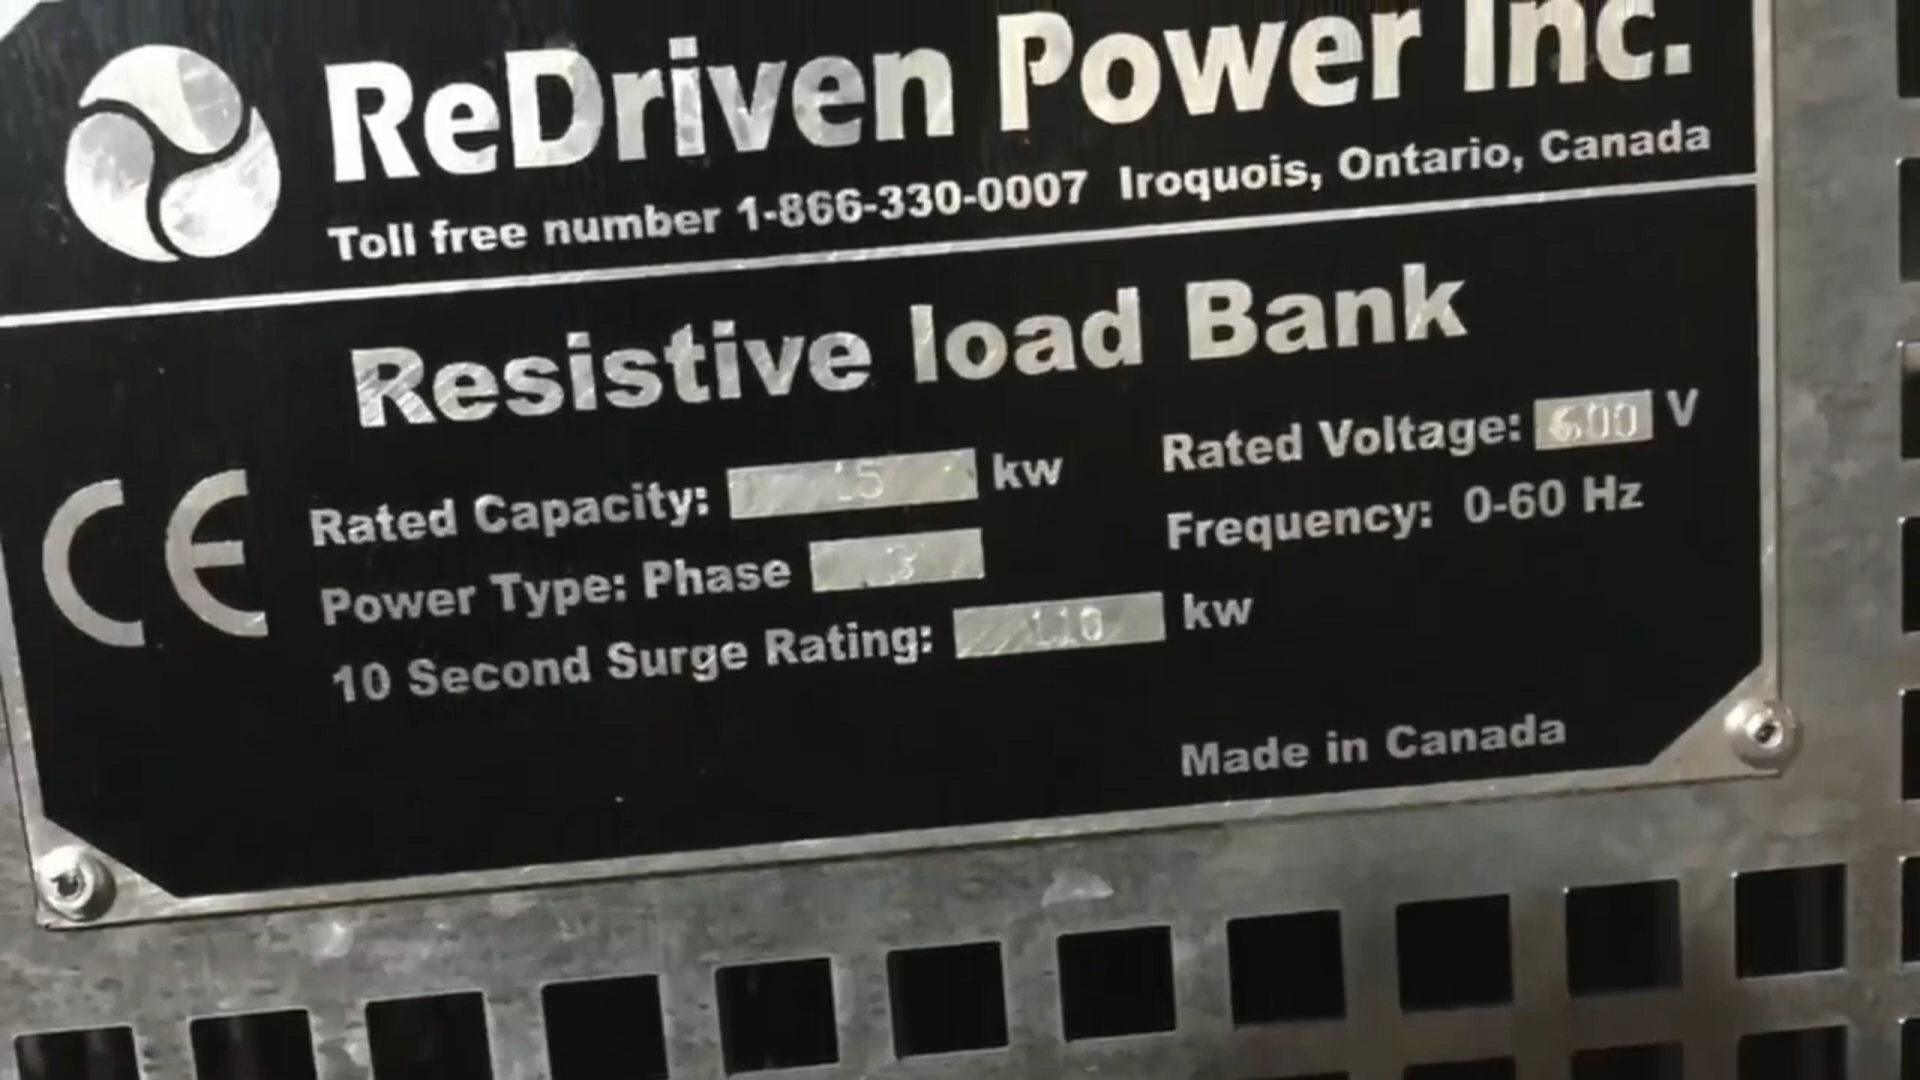 ReDriven Power Inc.
Toll free number 1-866-330-0007 Iroquois, Ontario, Canada
Resistive load Bank
CE
Rated Capacity: kw
Rated Voltage: 600 V
Power Type: Phase 3
Frequency: 0-60 Hz
10 Second Surge Rating: 110 kw
Made in Canada